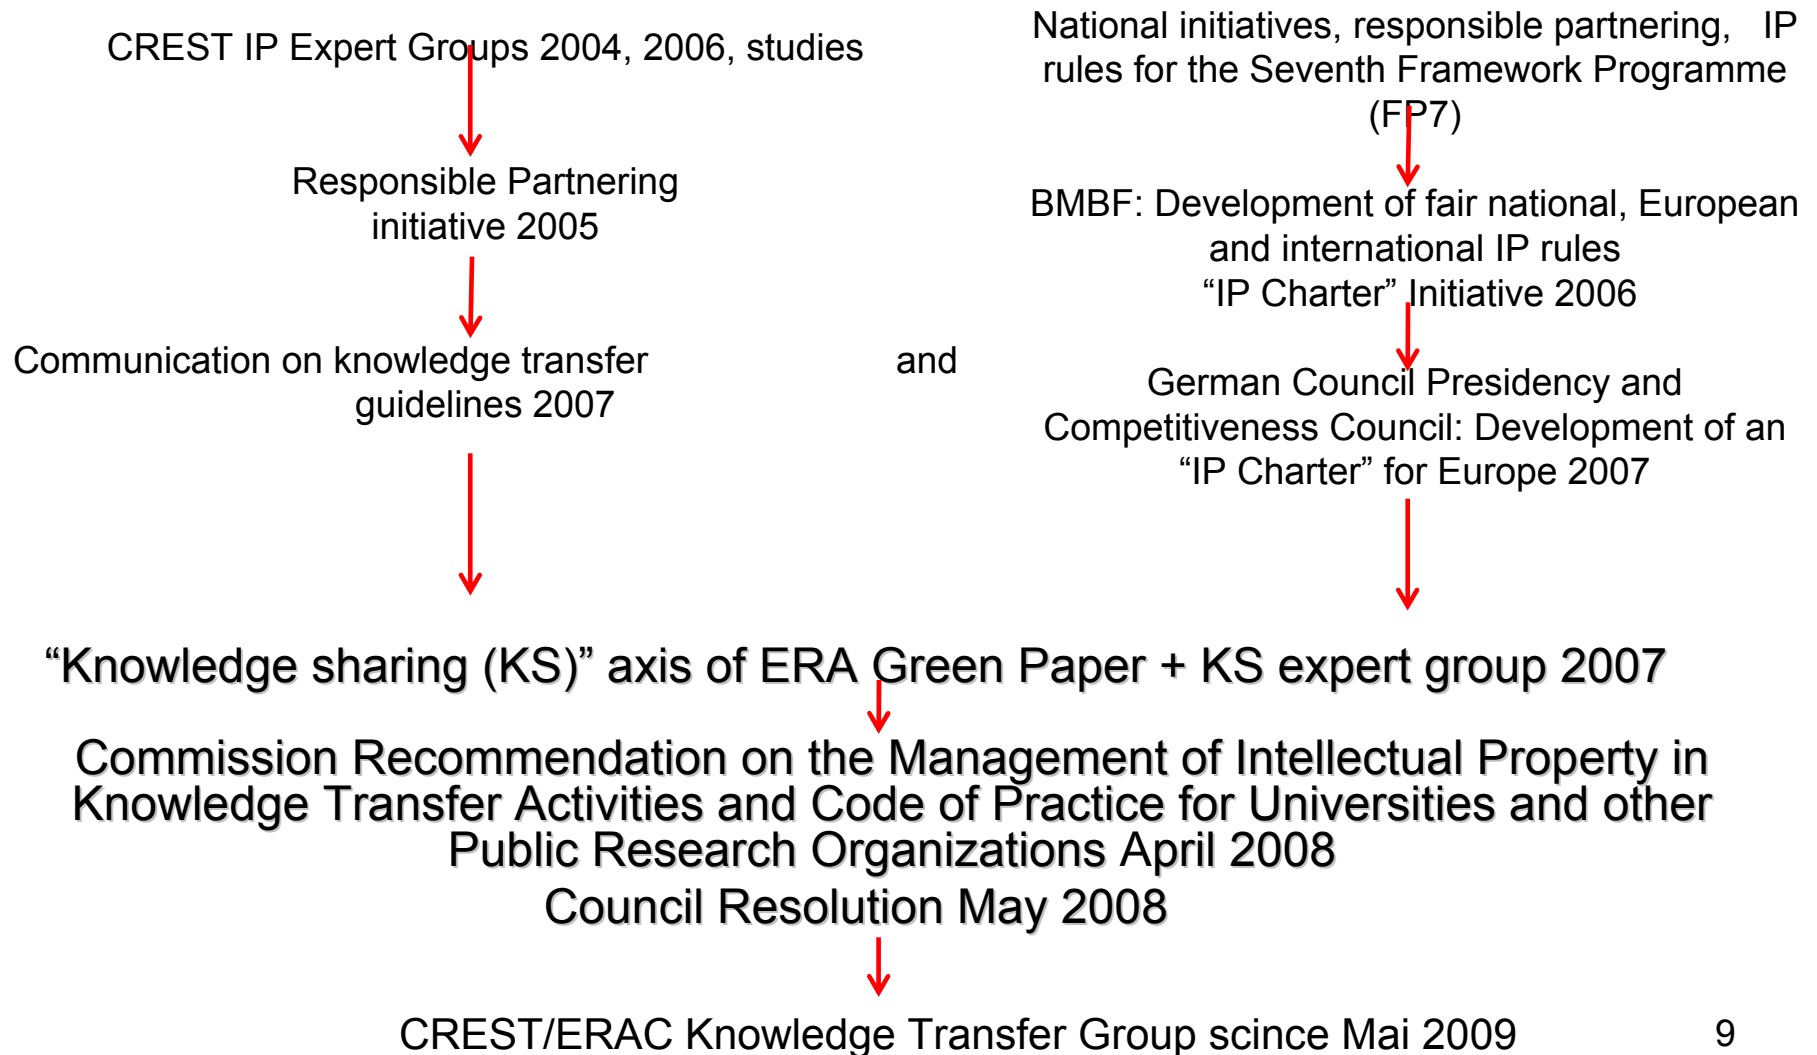 CREST IP Expert Groups 2004, 2006, studies
Responsible Partnering
initiative 2005
Communication on knowledge transfer and
guidelines 2007
National initiatives, responsible partnering, IP
rules for the Seventh Framework Programme
(FP7)
BMBF: Development of fair national, European
and international IP rules
“IP Charter” Initiative 2006
German Council Presidency and
Competitiveness Council: Development of an
“IP Charter” for Europe 2007
“Knowledge sharing (KS)” axis of ERA Green Paper + KS expert group 2007
Commission Recommendation on the Management of Intellectual Property in
Knowledge Transfer Activities and Code of Practice for Universities and other
Public Research Organizations April 2008
Council Resolution May 2008
CREST/ERAC Knowledge Transfer Group scince Mai 2009
9